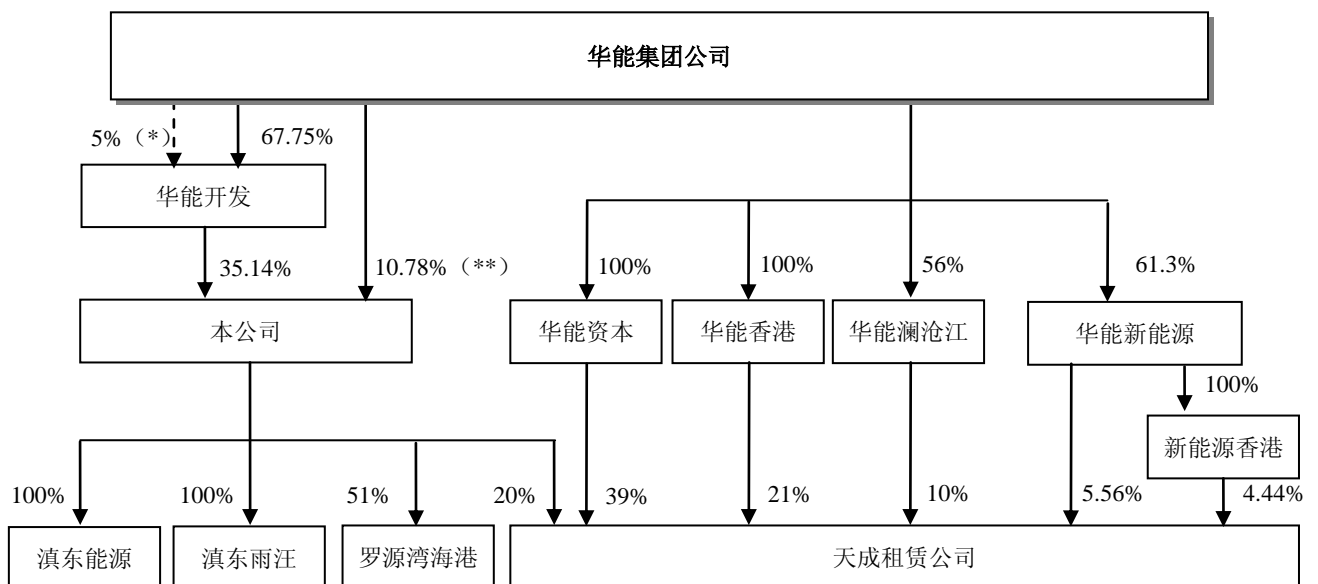 华能集团公司
5%（*）
67.75%
华能开发
35.14%
10.78%（**）
100%
100%
56%
61.3%
本公司
华能资本
华能香港
华能澜沧江
华能新能源
100%
新能源香港
100%
100%
51%
20%
39%
21%
10%
5.56%
4.44%
滇东能源
滇东雨汪
罗源湾海港
天成租赁公司